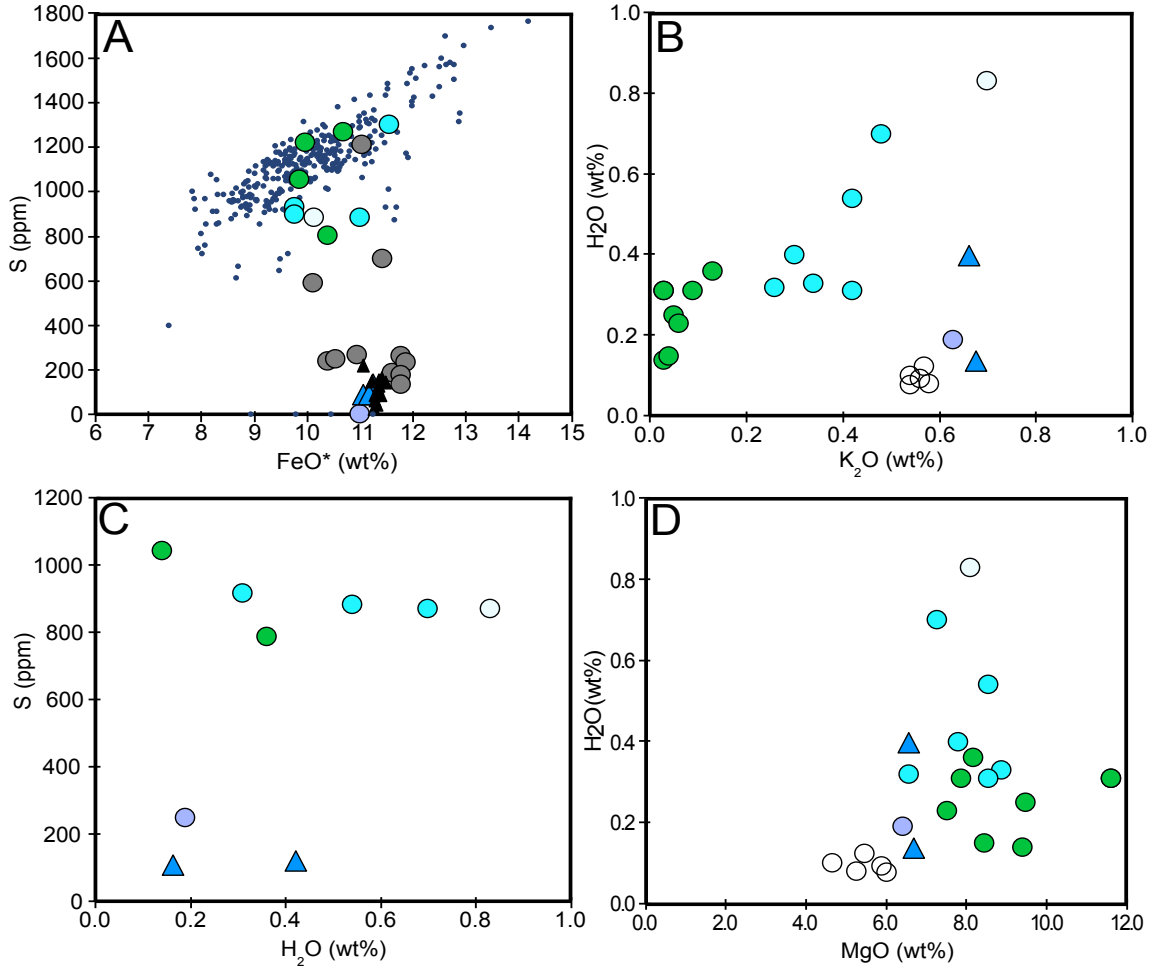 A
1800
1600
1400
1200
1000
800
600
400
200
0
S (ppm)
6 7 8 9 10 11 12 13 14 15
FeO* (wt%)
B
1.0
0.8
0.6
0.4
0.2
0.0
H2O (wt%)
0.0 0.2 0.4 0.6 0.8 1.0
K2O (wt%)
C
1200
1000
800
600
400
200
0
S (ppm)
0.0 0.2 0.4 0.6 0.8 1.0
H2O (wt%)
D
1.0
0.8
0.6
0.4
0.2
0.0
H2O(wt%)
0.0 2.0 4.0 6.0 8.0 10.0 12.0
MgO (wt%)